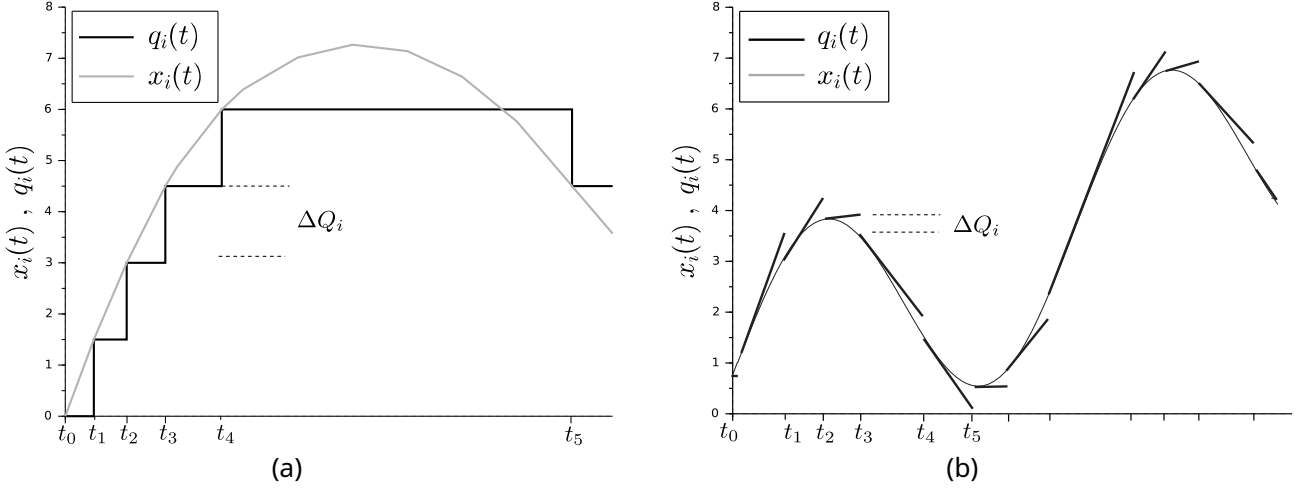 8
7
6
5
4
3
2
1
0
x_i(t) , q_i(t)
q_i(t)
x_i(t)
ΔQ_i
t_0 t_1 t_2 t_3 t_4 t_5
(a)
8
7
6
5
4
3
2
1
0
x_i(t) , q_i(t)
q_i(t)
x_i(t)
ΔQ_i
t_0 t_1 t_2 t_3 t_4 t_5
(b)